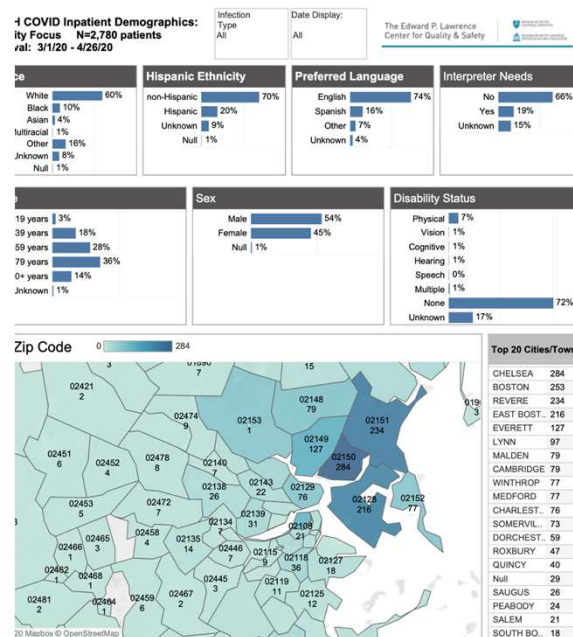 H COVID Inpatient Demographics:
ity Focus N=2,780 patients
val: 3/1/20 - 4/26/20
Infection
Type
All
Date Display:
All
The Edward P. Lawrence
Center for Quality & Safety
ce
White 60%
Black 10%
Asian 4%
Multiracial 1%
Other 16%
Unknown 8%
Null 1%
Hispanic Ethnicity
non-Hispanic 70%
Hispanic 20%
Unknown 9%
Null 1%
Preferred Language
English 74%
Spanish 16%
Other 7%
Unknown 4%
Interpreter Needs
No 66%
Yes 19%
Unknown 15%
e
19 years 3%
39 years 18%
59 years 28%
79 years 36%
0+ years 14%
Unknown 1%
Sex
Male 54%
Female 45%
Null 1%
Disability Status
Physical 7%
Vision 1%
Cognitive 1%
Hearing 1%
Speech 0%
Multiple 1%
None 72%
Unknown 17%
Zip Code 0 284
3
01890
7
15
02421
2
02148
79
019
3
02474
9
02153
1
02151
234
02149
127
02451
6
02452
4
02478
8
02140
7
02150
284
02138
26
02143
22
02129
76
02128
216
02152
77
02453
5
02472
7
02139
31
02108
21
02465
3
02458
4
02134
7
02135
14
02446
7
02115
9
02118
36
02127
18
02466
1
02462
1
02468
1
02467
2
02445
3
02119
11
02125
12
02481
2
02464
1
02459
6
20 Mapbox © OpenStreetMap
Top 20 Cities/Town
CHELSEA 284
BOSTON 253
REVERE 234
EAST BOST.. 216
EVERETT 127
LYNN 97
MALDEN 79
CAMBRIDGE 79
WINTHROP 77
MEDFORD 77
CHARLEST.. 76
SOMERVIL.. 73
DORCHEST.. 59
ROXBURY 47
QUINCY 40
Null 29
SAUGUS 26
PEABODY 24
SALEM 21
SOUTH BO.. 18